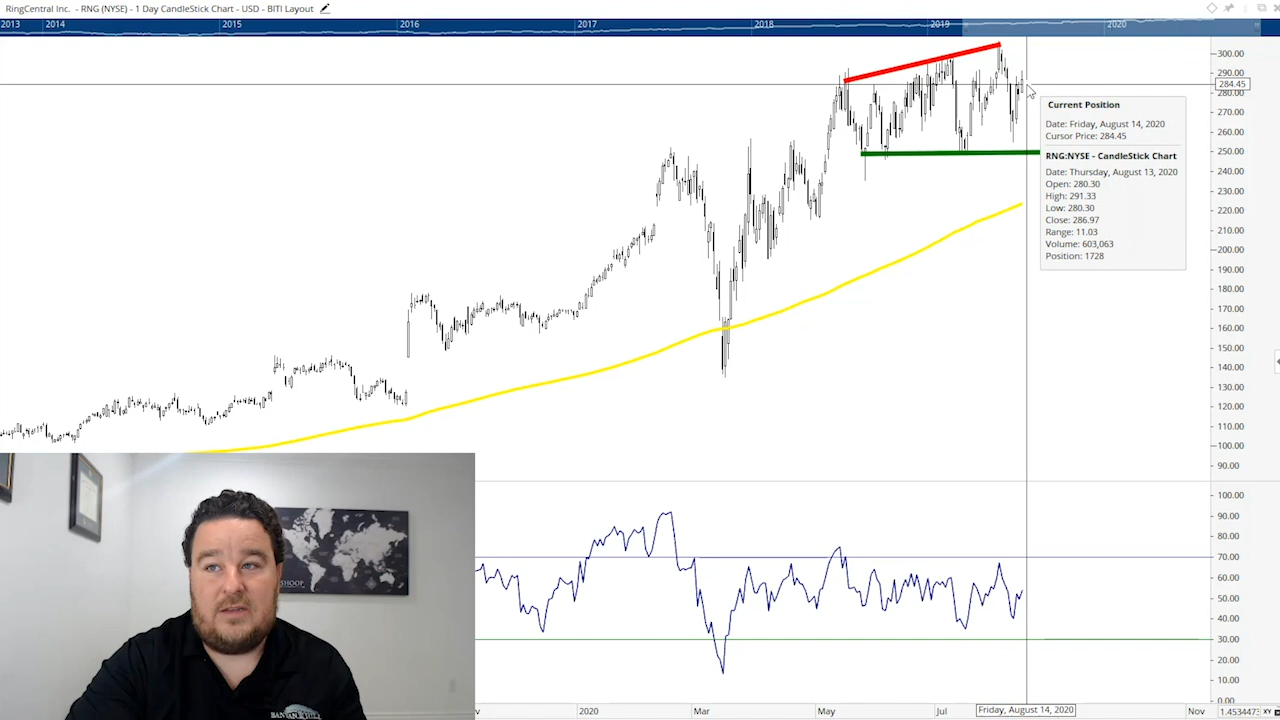 RingCentral Inc. - RNG (NYSE) - 1 Day CandleStick Chart - USD - BITI Layout
2013 2014 2015 2016 2017 2018 2019 2020
300.00
290.00
284.45
280.00
270.00
260.00
250.00
240.00
230.00
220.00
210.00
200.00
190.00
180.00
170.00
160.00
150.00
140.00
130.00
120.00
110.00
100.00
90.00
Current Position
Date: Friday, August 14, 2020
Cursor Price: 284.45
RNG:NYSE - CandleStick Chart
Date: Thursday, August 13, 2020
Open: 280.30
High: 291.33
Low: 280.30
Close: 286.97
Range: 11.03
Volume: 603,063
Position: 1728
100.00
90.00
80.00
70.00
60.00
50.00
40.00
30.00
20.00
10.00
0.00
2020 Mar May Jul Friday, August 14, 2020 Nov 1.4534473 XY